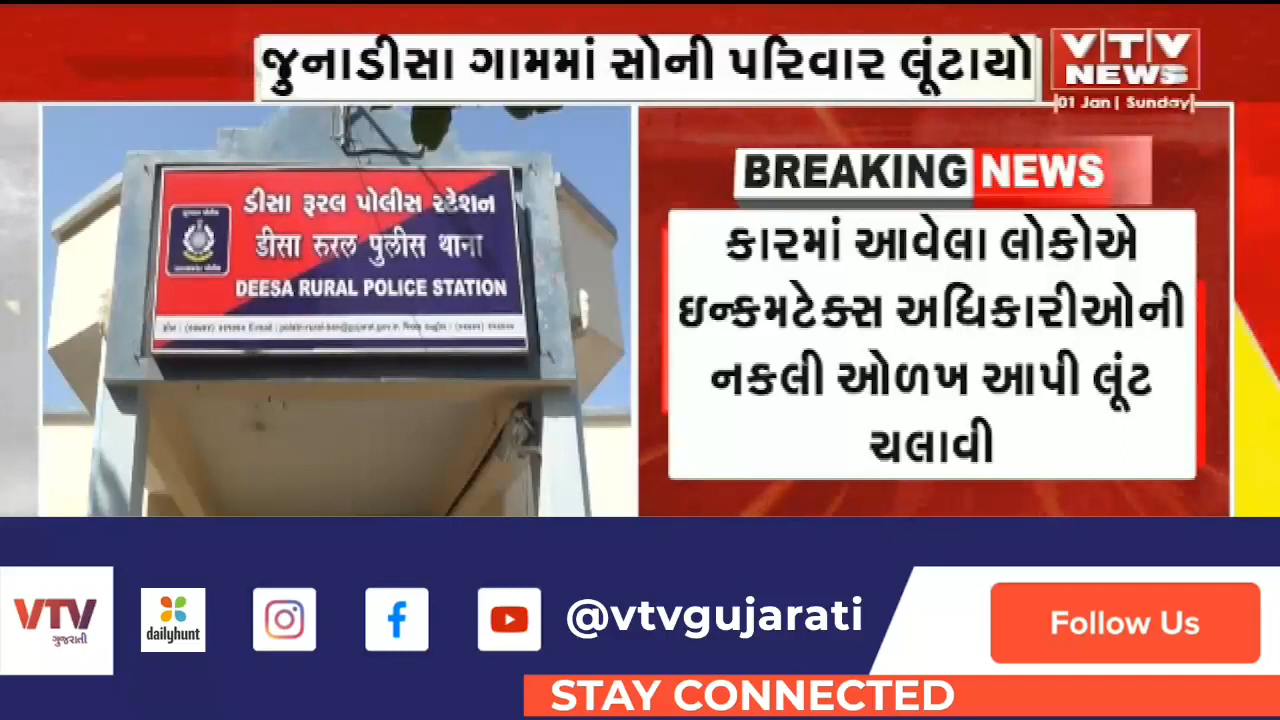 જુનાડીસા ગામમાં સોની પરિવાર લૂંટાયો
VTV
NEWS
01 Jan | Sunday
ડીસા રૂરલ પોલીસ સ્ટેશન
डीसा रुरल पुलीस थाना
DEESA RURAL POLICE STATION
BREAKING NEWS
કારમાં આવેલા લોકોએ
ઇન્કમટેક્સ અધિકારીઓની
નકલી ઓળખ આપી લૂંટ
ચલાવી
VTV
ગુજરાતી
dailyhunt
@vtvgujarati
Follow Us
STAY CONNECTED